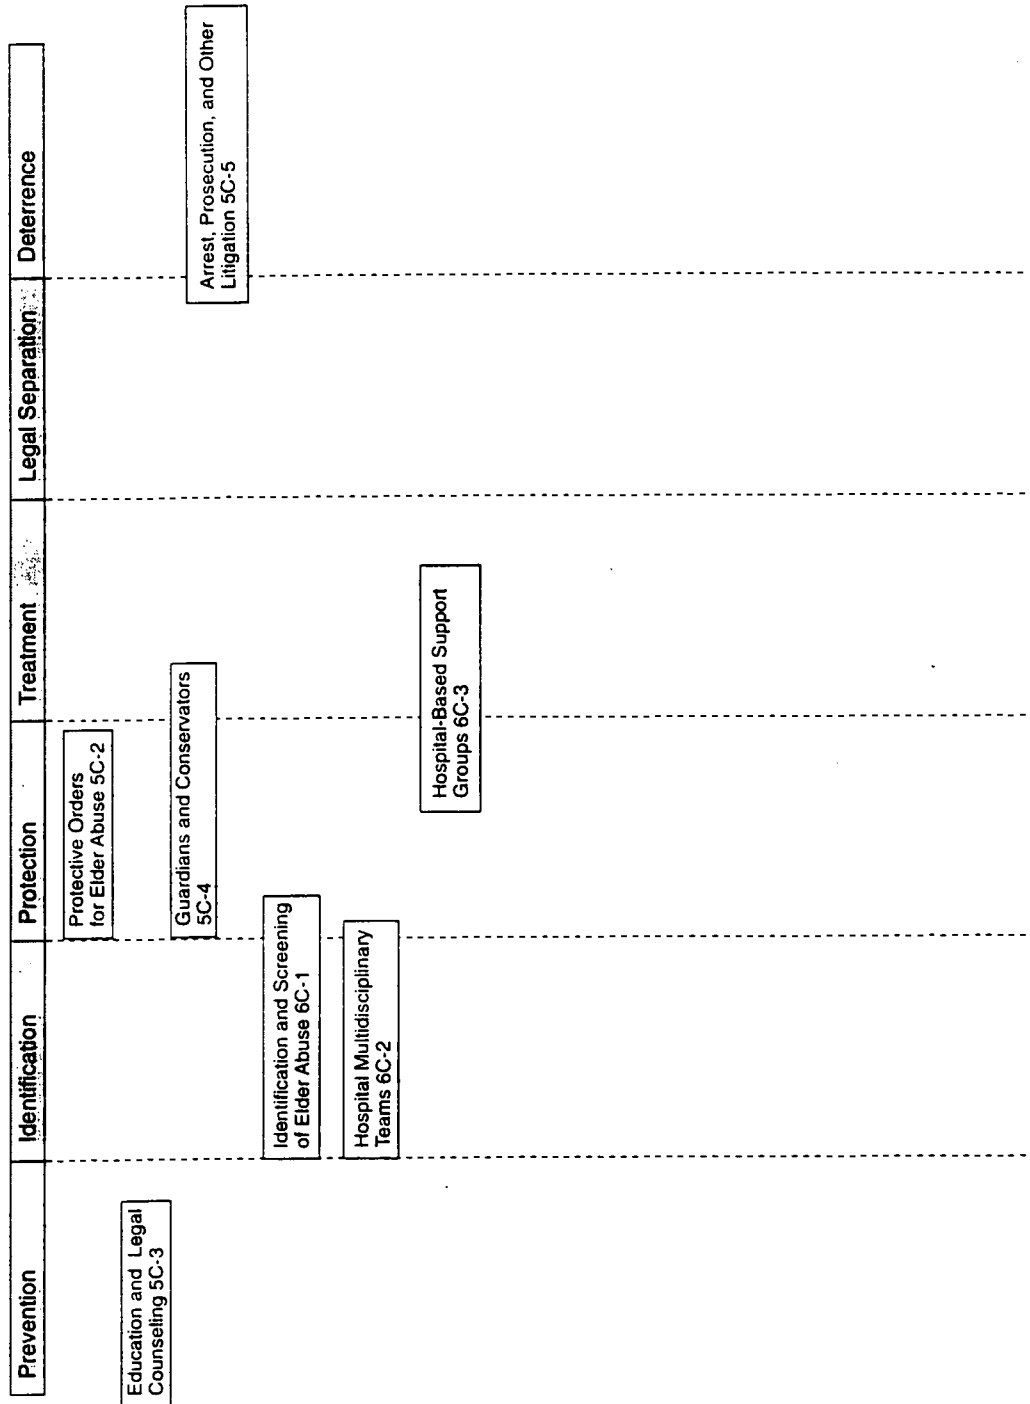 Prevention
Identification
Protection
Treatment
Legal Separation
Deterrence
Protective Orders
for Elder Abuse 5C-2
Education and Legal
Counseling 5C-3
Guardians and Conservators
5C-4
Arrest, Prosecution, and Other
Litigation 5C-5
Identification and Screening
of Elder Abuse 6C-1
Hospital Multidisciplinary
Teams 6C-2
Hospital-Based Support
Groups 6C-3